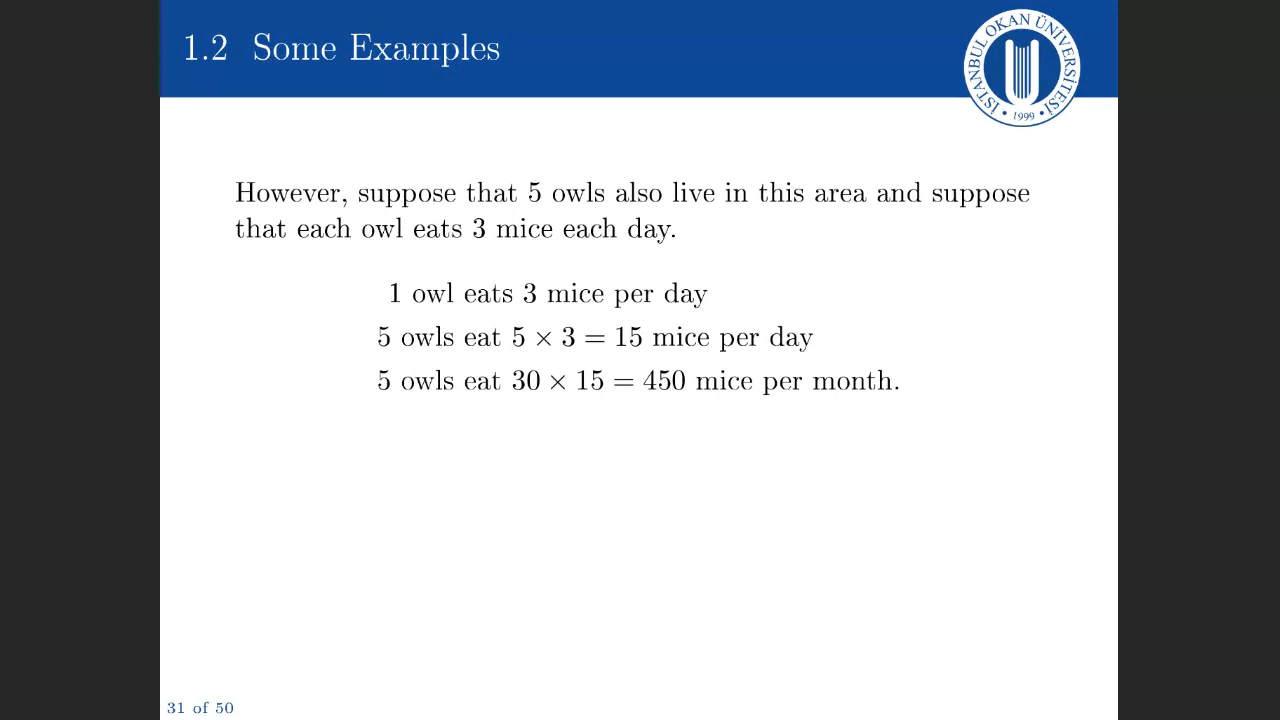 1.2 Some Examples
İSTANBUL OKAN ÜNİVERSİTESİ
• 1999 •
However, suppose that 5 owls also live in this area and suppose
that each owl eats 3 mice each day.
1 owl eats 3 mice per day
5 owls eat 5 × 3 = 15 mice per day
5 owls eat 30 × 15 = 450 mice per month.
31 of 50